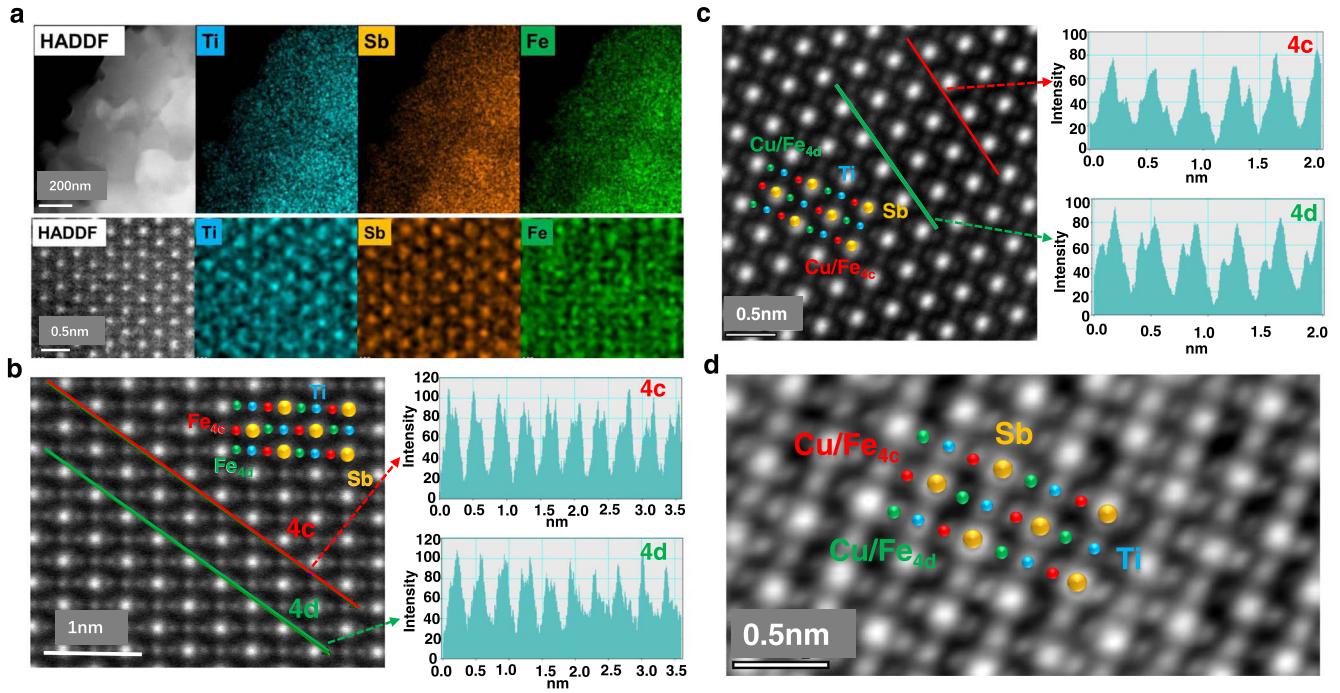 a
HADDF Ti Sb Fe
200nm
HADDF Ti Sb Fe
0.5nm
b
Ti
Fe4c
Fe4d
Sb
4c
4d
1nm
4c
Intensity
120
100
80
60
40
20
0
0.0 0.5 1.0 1.5 2.0 2.5 3.0 3.5
nm
4d
Intensity
120
100
80
60
40
20
0
0.0 0.5 1.0 1.5 2.0 2.5 3.0 3.5
nm
c
Cu/Fe4d
Ti
Sb
Cu/Fe4c
0.5nm
4c
Intensity
100
80
60
40
20
0
0.0 0.5 1.0 1.5 2.0
nm
4d
Intensity
100
80
60
40
20
0
0.0 0.5 1.0 1.5 2.0
nm
d
Sb
Cu/Fe4c
Cu/Fe4d
Ti
0.5nm